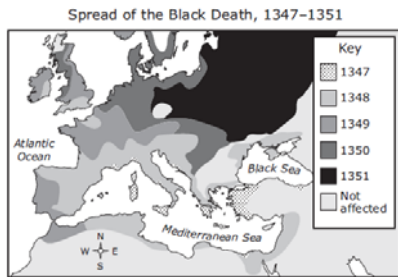 Spread of the Black Death, 1347–1351
Key
1347
1348
1349
1350
1351
Not
affected
Atlantic
Ocean
Black Sea
Mediterranean Sea
N
W E
S